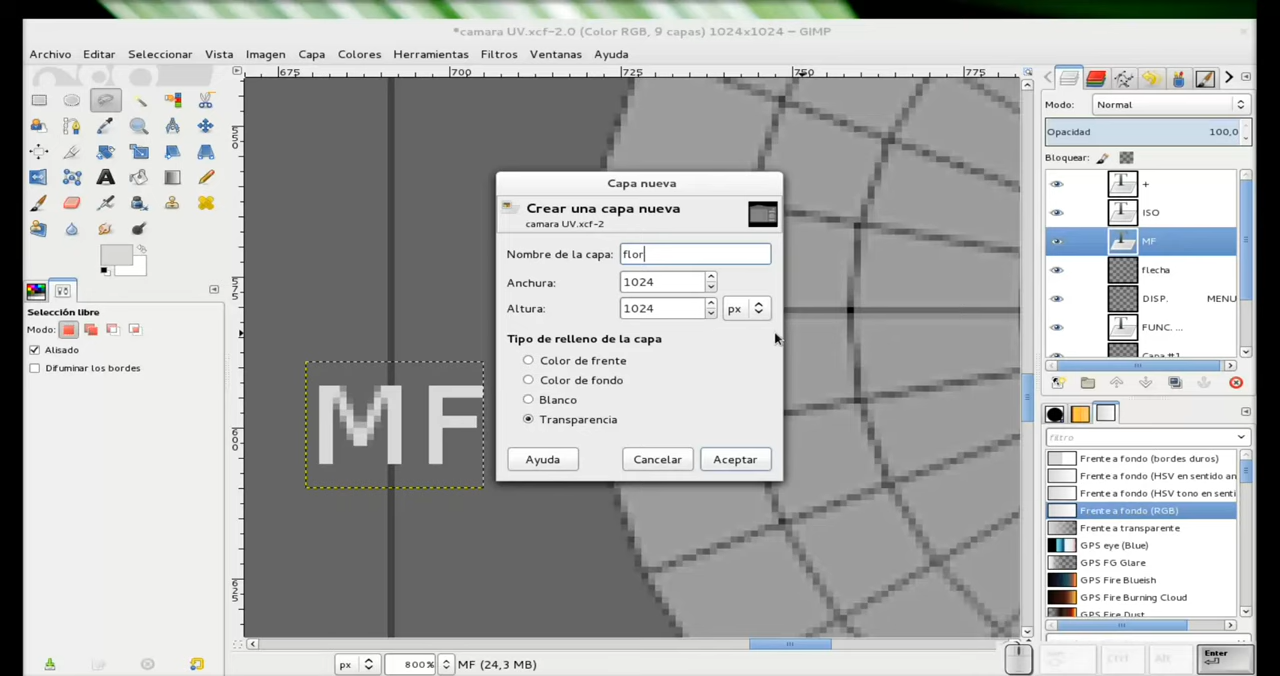 *camara UV.xcf-2.0 (Color RGB, 9 capas) 1024x1024 – GIMP
Archivo Editar Seleccionar Vista Imagen Capa Colores Herramientas Filtros Ventanas Ayuda
675 700 725 750 775
550
575
600
625
Selección libre
Modo:
Alisado
Difuminar los bordes
MF
Capa nueva
Crear una capa nueva
camara UV.xcf-2
Nombre de la capa: flor
Anchura: 1024
Altura: 1024 px
Tipo de relleno de la capa
Color de frente
Color de fondo
Blanco
Transparencia
Ayuda Cancelar Aceptar
Modo: Normal
Opacidad 100,0
Bloquear:
+
ISO
MF
flecha
DISP. MENU
FUNC. ...
Capa #1
filtro
Frente a fondo (bordes duros)
Frente a fondo (HSV en sentido an
Frente a fondo (HSV tono en senti
Frente a fondo (RGB)
Frente a transparente
GPS eye (Blue)
GPS FG Glare
GPS Fire Blueish
GPS Fire Burning Cloud
GPS Fire Dust
px 800% MF (24,3 MB)
Ctrl Alt Enter